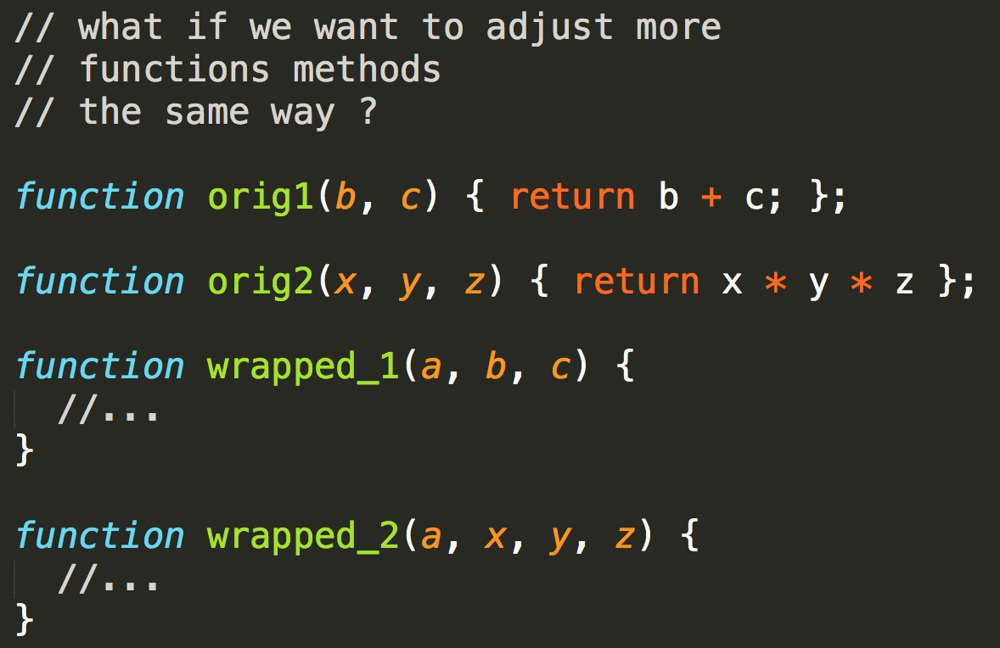 // what if we want to adjust more
// functions methods
// the same way ?
function orig1(b, c) { return b + c; };
function orig2(x, y, z) { return x * y * z };
function wrapped_1(a, b, c) {
//...
}
function wrapped_2(a, x, y, z) {
//...
}